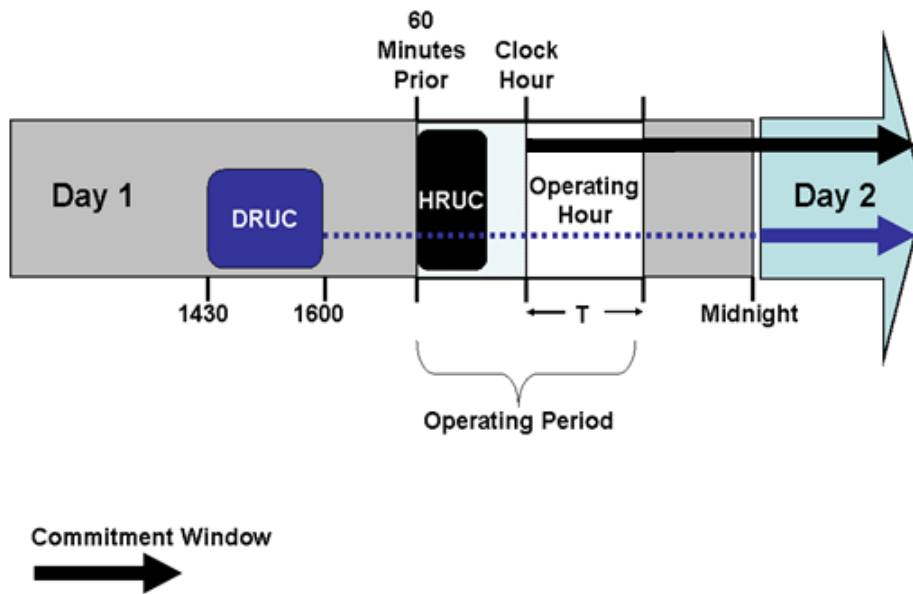 60
Minutes
Prior
Clock
Hour
Day 1
DRUC
HRUC
Operating
Hour
Day 2
1430
1600
T
Midnight
Operating Period
Commitment Window